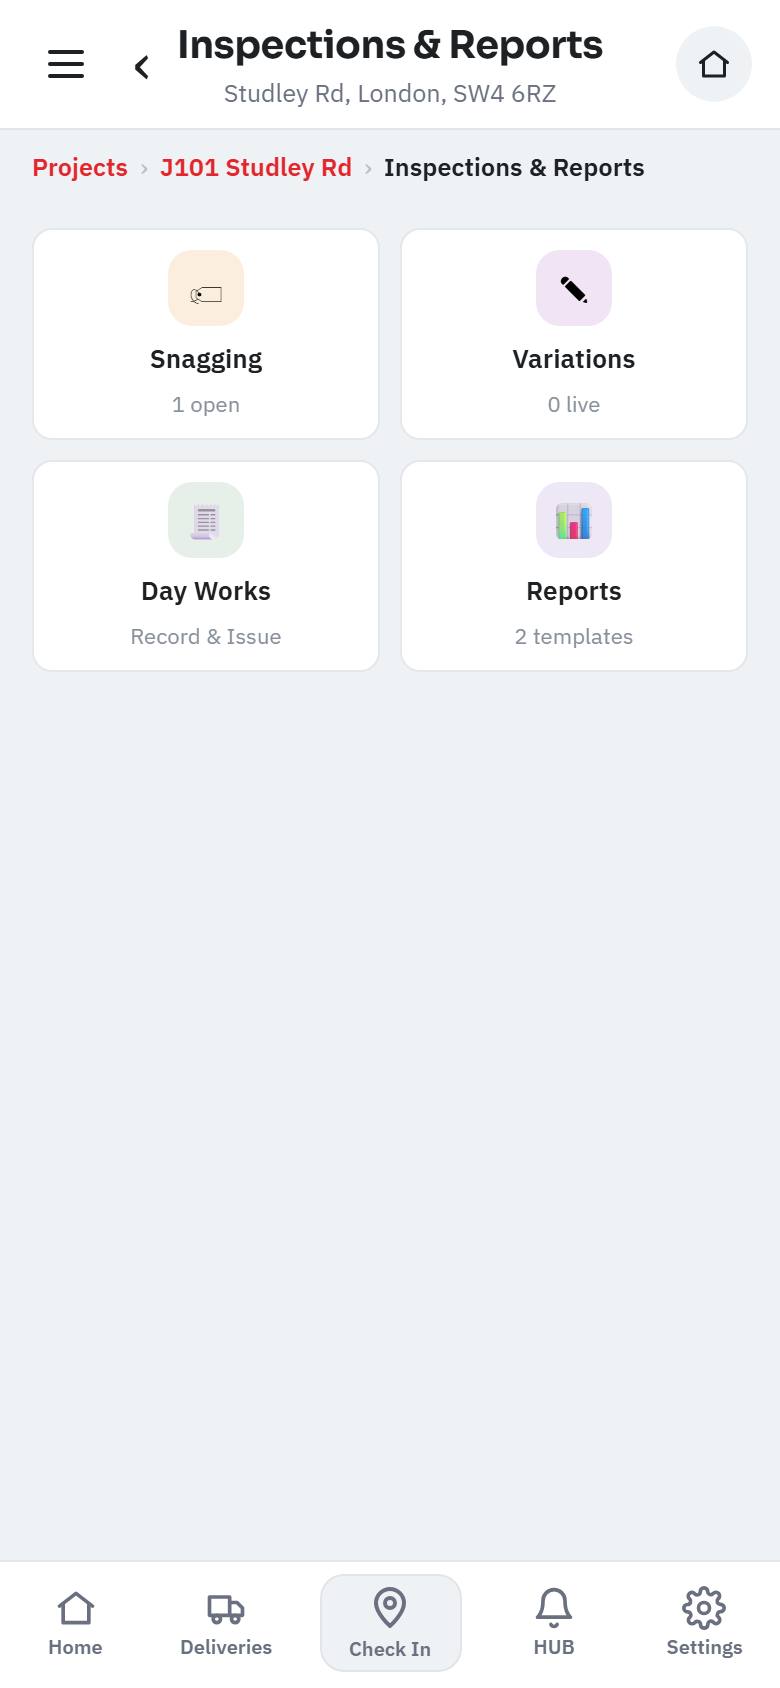 Inspections & Reports
Studley Rd, London, SW4 6RZ
Projects › J101 Studley Rd › Inspections & Reports
Snagging
1 open
Variations
0 live
Day Works
Record & Issue
Reports
2 templates
Home
Deliveries
Check In
HUB
Settings